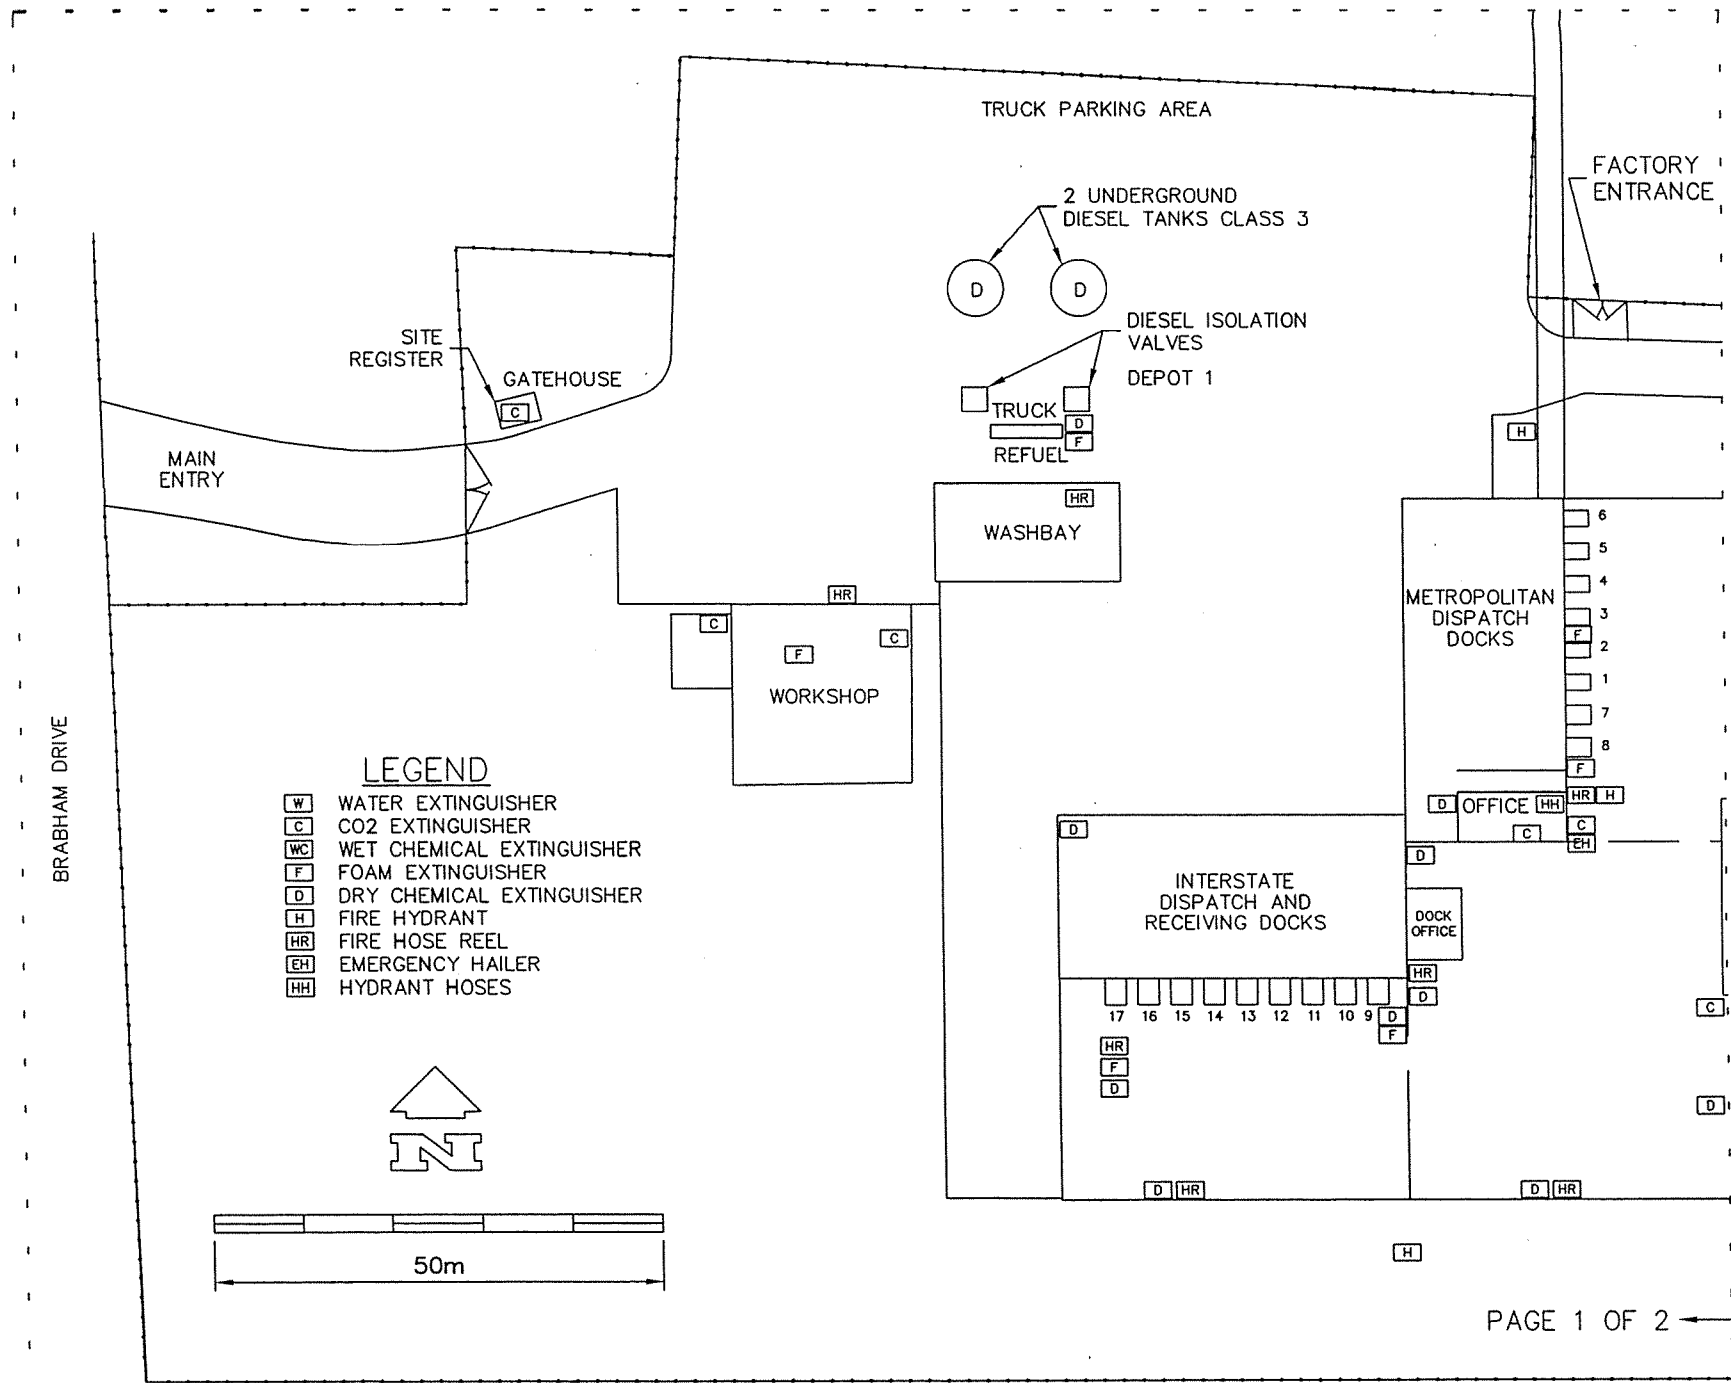 TRUCK PARKING AREA
FACTORY
ENTRANCE
2 UNDERGROUND
DIESEL TANKS CLASS 3
D
D
DIESEL ISOLATION
VALVES
DEPOT 1
SITE
REGISTER
GATEHOUSE
C
TRUCK
D
F
REFUEL
H
MAIN
ENTRY
HR
WASHBAY
6
5
4
3
F
2
1
7
8
F
METROPOLITAN
DISPATCH
DOCKS
HR
C
C
F
WORKSHOP
BRABHAM DRIVE
LEGEND
W WATER EXTINGUISHER
C CO2 EXTINGUISHER
WC WET CHEMICAL EXTINGUISHER
F FOAM EXTINGUISHER
D DRY CHEMICAL EXTINGUISHER
H FIRE HYDRANT
HR FIRE HOSE REEL
EH EMERGENCY HAILER
HH HYDRANT HOSES
D OFFICE HH HR H
C C
EH
D
D
INTERSTATE
DISPATCH AND
RECEIVING DOCKS
DOCK
OFFICE
HR
D
17 16 15 14 13 12 11 10 9 D
F
C
HR
F
D
D
D HR
D HR
N
50m
H
PAGE 1 OF 2